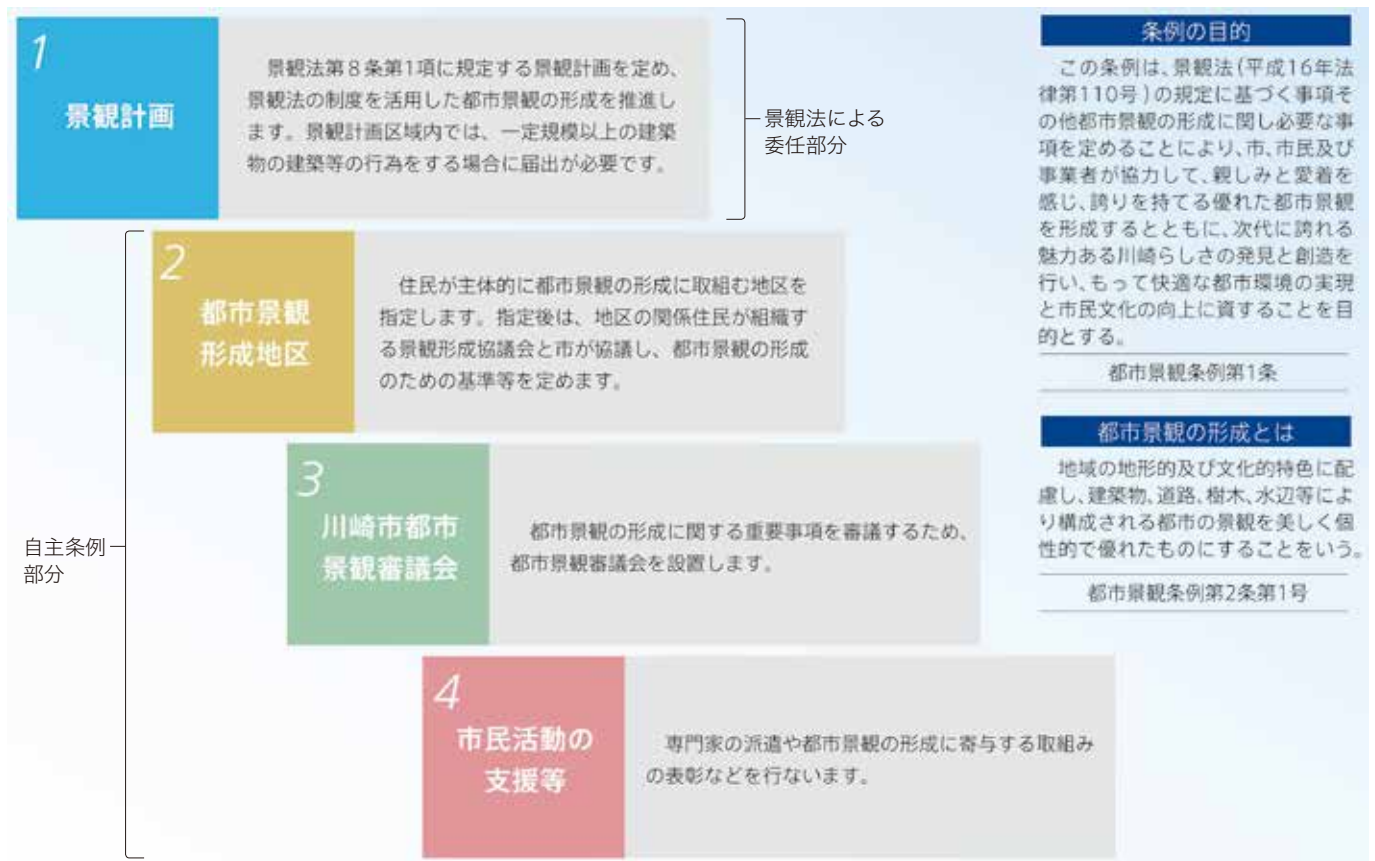 1
景観計画
景観法第8条第1項に規定する景観計画を定め、
景観法の制度を活用した都市景観の形成を推進し
ます。景観計画区域内では、一定規模以上の建築
物の建築等の行為をする場合に届出が必要です。
景観法による
委任部分
2
都市景観
形成地区
住民が主体的に都市景観の形成に取組む地区を
指定します。指定後は、地区の関係住民が組織す
る景観形成協議会と市が協議し、都市景観の形成
のための基準等を定めます。
3
川崎市都市
景観審議会
都市景観の形成に関する重要事項を審議するため、
都市景観審議会を設置します。
自主条例
部分
4
市民活動の
支援等
専門家の派遣や都市景観の形成に寄与する取組み
の表彰などを行ないます。
条例の目的
この条例は、景観法(平成16年法
律第110号)の規定に基づく事項そ
の他都市景観の形成に関し必要な事
項を定めることにより、市、市民及び
事業者が協力して、親しみと愛着を
感じ、誇りを持てる優れた都市景観
を形成するとともに、次代に誇れる
魅力ある川崎らしさの発見と創造を
行い、もって快適な都市環境の実現
と市民文化の向上に資することを目
的とする。
都市景観条例第1条
都市景観の形成とは
地域の地形的及び文化的特色に配
慮し、建築物、道路、樹木、水辺等によ
り構成される都市の景観を美しく個
性的で優れたものにすることをいう。
都市景観条例第2条第1号